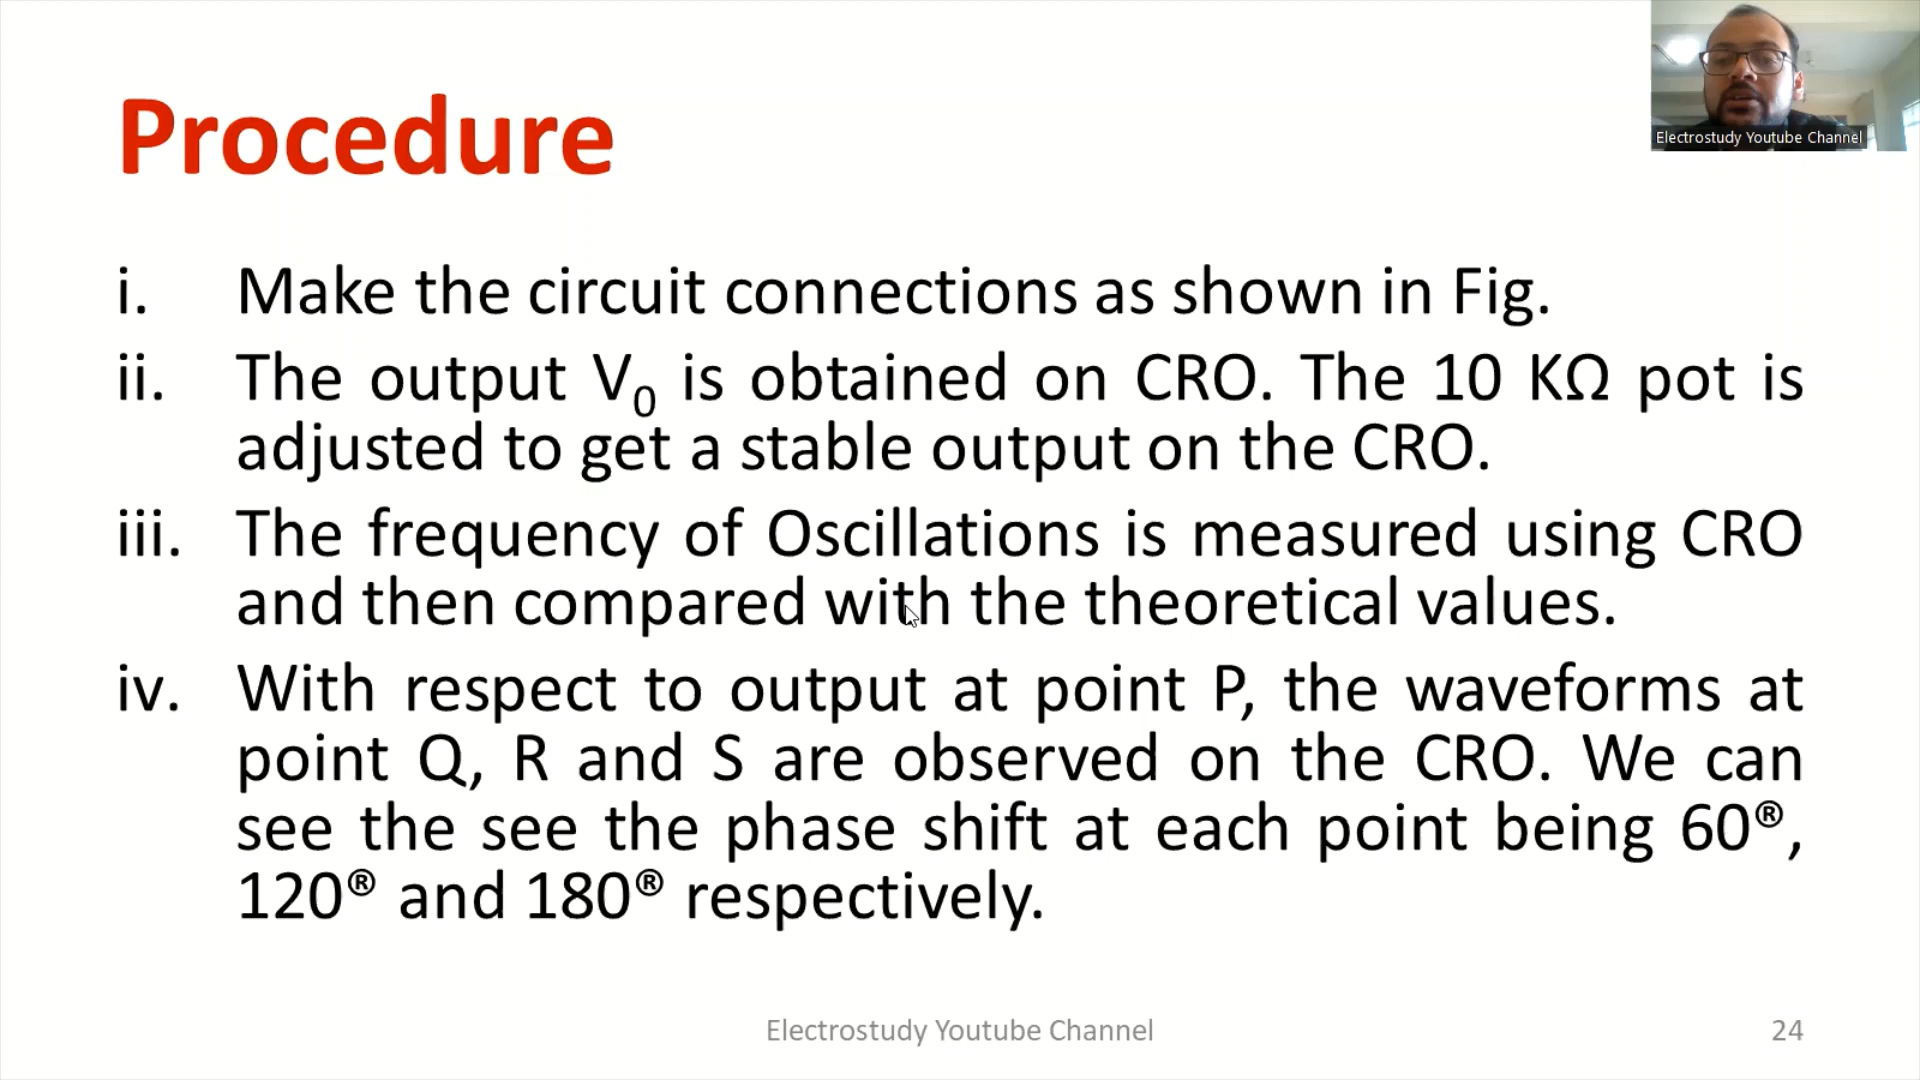 Electrostudy Youtube Channel
Procedure
i. Make the circuit connections as shown in Fig.
ii. The output V0 is obtained on CRO. The 10 KΩ pot is
adjusted to get a stable output on the CRO.
iii. The frequency of Oscillations is measured using CRO
and then compared with the theoretical values.
iv. With respect to output at point P, the waveforms at
point Q, R and S are observed on the CRO. We can
see the see the phase shift at each point being 60®,
120® and 180® respectively.
Electrostudy Youtube Channel
24